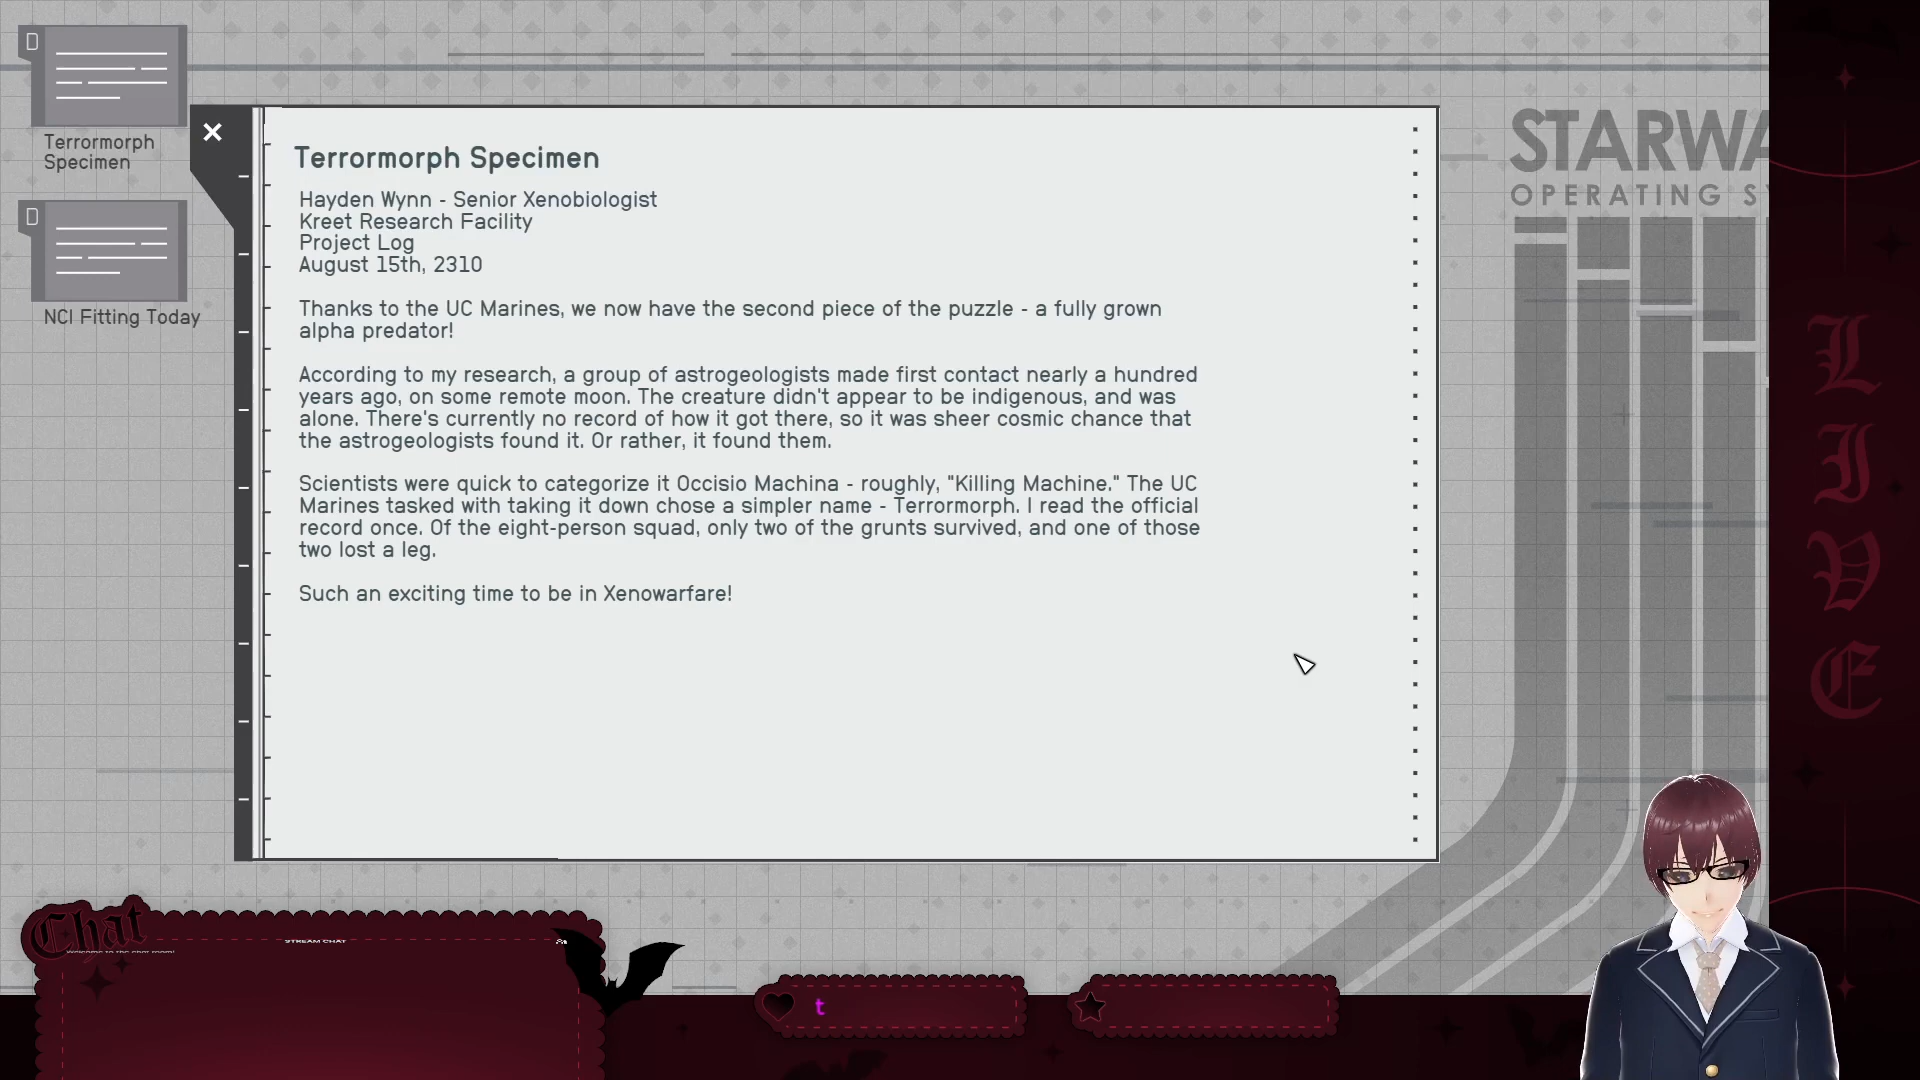 Terrormorph
Specimen
NCI Fitting Today
Terrormorph Specimen
Hayden Wynn - Senior Xenobiologist
Kreet Research Facility
Project Log
August 15th, 2310
Thanks to the UC Marines, we now have the second piece of the puzzle - a fully grown
alpha predator!
According to my research, a group of astrogeologists made first contact nearly a hundred
years ago, on some remote moon. The creature didn't appear to be indigenous, and was
alone. There's currently no record of how it got there, so it was sheer cosmic chance that
the astrogeologists found it. Or rather, it found them.
Scientists were quick to categorize it Occisio Machina - roughly, "Killing Machine." The UC
Marines tasked with taking it down chose a simpler name - Terrormorph. I read the official
record once. Of the eight-person squad, only two of the grunts survived, and one of those
two lost a leg.
Such an exciting time to be in Xenowarfare!
STARWA
OPERATING SY
LIVE
Chat
STREAM CHAT
Welcome to the chat room!
t